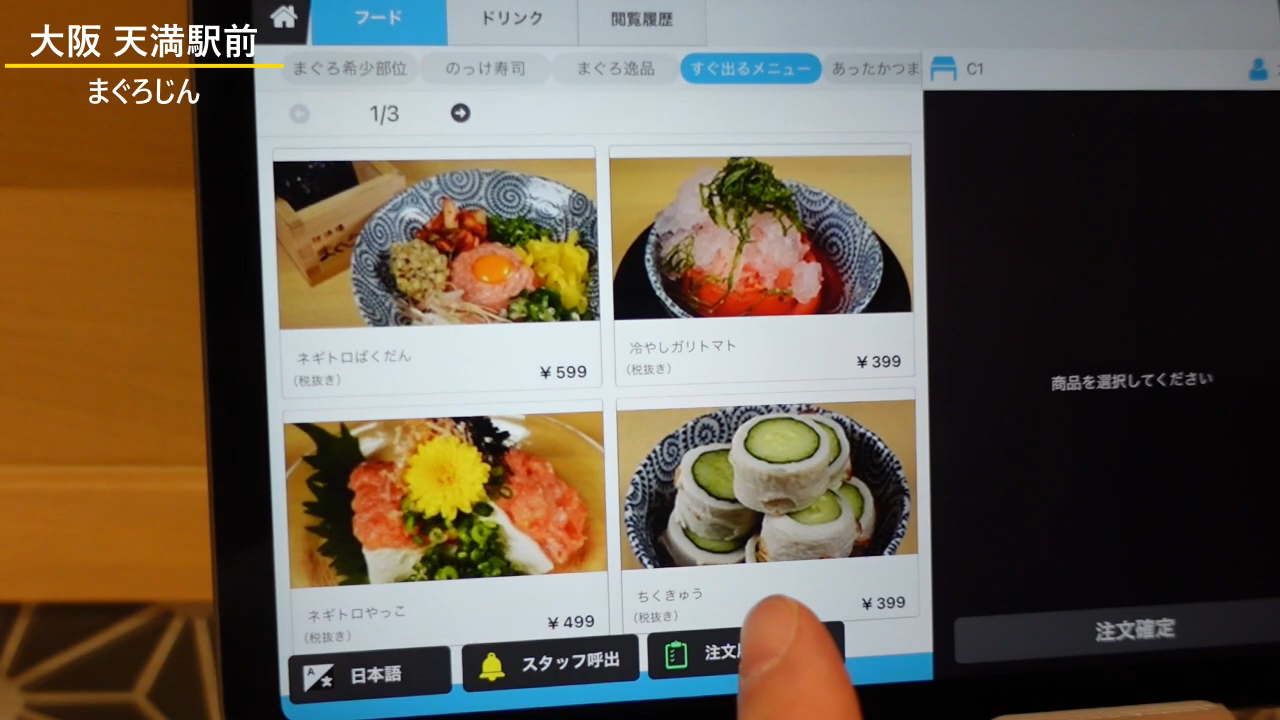 大阪 天満駅前
まぐろじん
フード
ドリンク
閲覧履歴
まぐろ希少部位
のっけ寿司
まぐろ逸品
すぐ出るメニュー
あったかつま
C1
1/3
ネギトロばくだん
(税抜き)
¥599
冷やしガリトマト
(税抜き)
¥399
商品を選択してください
ネギトロやっこ
(税抜き)
¥499
ちくきゅう
(税抜き)
¥399
日本語
スタッフ呼出
注文
注文確定